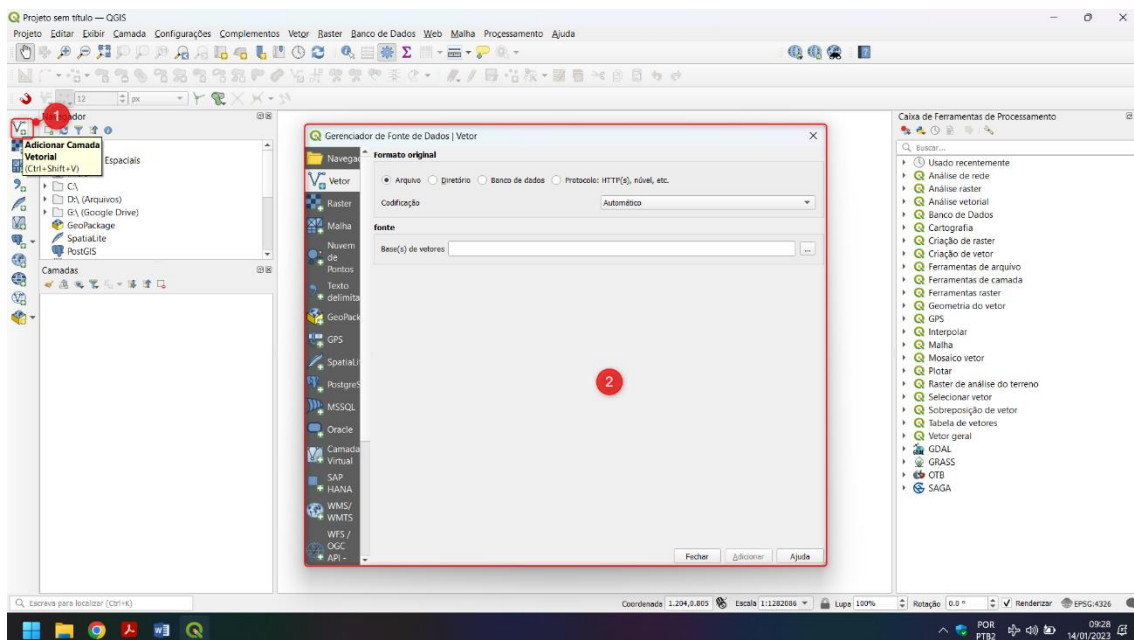 Projeto sem título — QGIS
Projeto Editar Exibir Camada Configurações Complementos Vetor Raster Banco de Dados Web Malha Processamento Ajuda
12 px
1
Adicionar Camada
Vetorial
(Ctrl+Shift+V)
Espaciais
C:\
D:\ (Arquivos)
G:\ (Google Drive)
GeoPackage
SpatiaLite
PostGIS
Camadas
Gerenciador de Fonte de Dados | Vetor
Navegad
Vetor
Raster
Malha
Nuvem
de
Pontos
Texto
delimita
GeoPack
GPS
SpatiaLi
PostgreS
MSSQL
Oracle
Camada
Virtual
SAP
HANA
WMS/
WMTS
WFS /
OGC
API -
Formato original
Arquivo Diretório Banco de dados Protocolo: HTTP(S), núvel, etc.
Codificação Automático
fonte
Base(s) de vetores ...
2
Fechar Adicionar Ajuda
Caixa de Ferramentas de Processamento
Buscar...
Usado recentemente
Análise de rede
Análise raster
Análise vetorial
Banco de Dados
Cartografia
Criação de raster
Criação de vetor
Ferramentas de arquivo
Ferramentas de camada
Ferramentas raster
Geometria do vetor
GPS
Interpolar
Malha
Mosaico vetor
Plotar
Raster de análise do terreno
Selecionar vetor
Sobreposição de vetor
Tabela de vetores
Vetor geral
GDAL
GRASS
OTB
SAGA
Escreva para localizar (Ctrl+K)
Coordenada 1.204,0.805 Escala 1:1282086 Lupa 100% Rotação 0.0 ° Renderizar EPSG:4326
POR
PTB2
09:28
14/01/2023